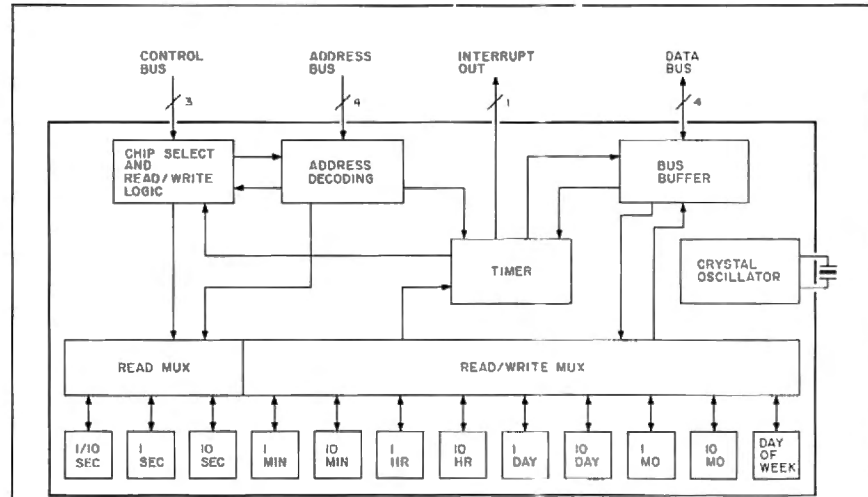 CONTROL BUS
ADDRESS BUS
INTERRUPT OUT
DATA BUS
3
4
1
4
CHIP SELECT
AND
READ/WRITE
LOGIC
ADDRESS
DECODING
BUS
BUFFER
TIMER
CRYSTAL
OSCILLATOR
READ MUX
READ/WRITE MUX
1/10
SEC
1
SEC
10
SEC
1
MIN
10
MIN
1
HR
10
HR
1
DAY
10
DAY
1
MO
10
MO
DAY
OF
WEEK